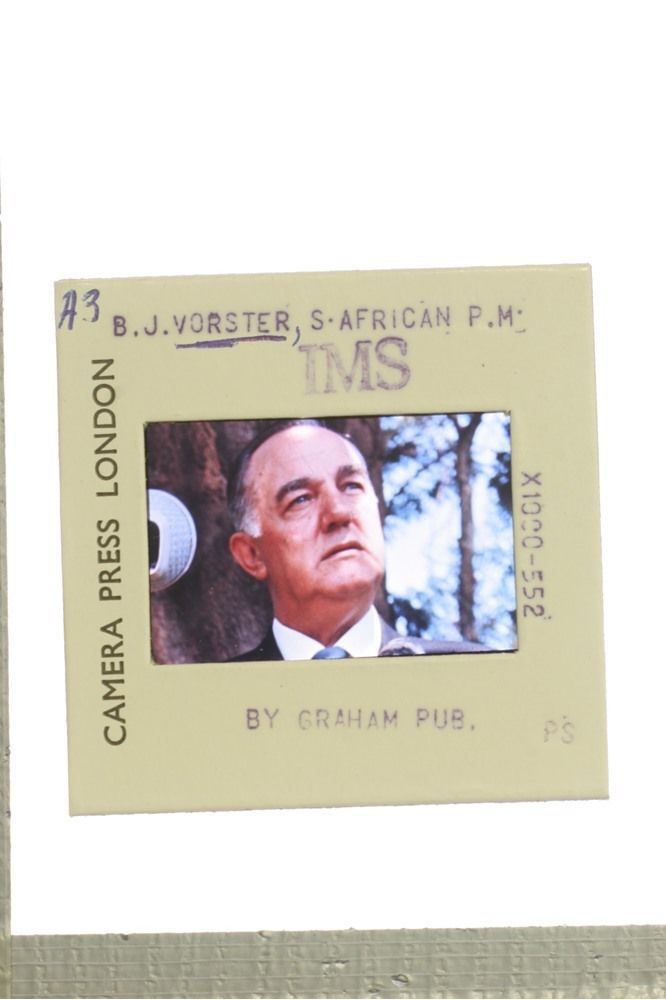 A3
B.J.VORSTER, S·AFRICAN P.M.
IMS
CAMERA PRESS LONDON
X1000-552
BY GRAHAM PUB.
PS